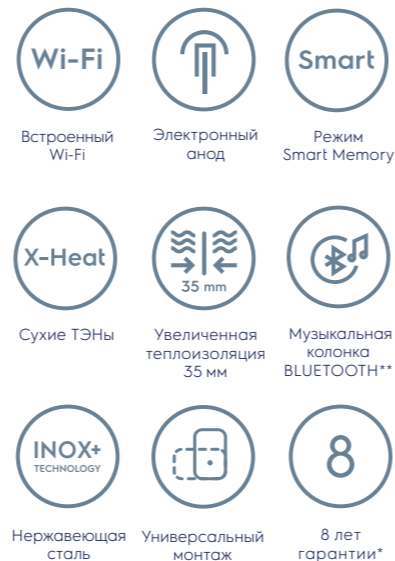 Wi-Fi
Встроенный
Wi-Fi
Электронный
анод
Smart
Режим
Smart Memory
X-Heat
Сухие ТЭНы
35 mm
Увеличенная
теплоизоляция
35 мм
Музыкальная
колонка
BLUETOOTH**
INOX+
TECHNOLOGY
Нержавеющая
сталь
Универсальный
монтаж
8
8 лет
гарантии*